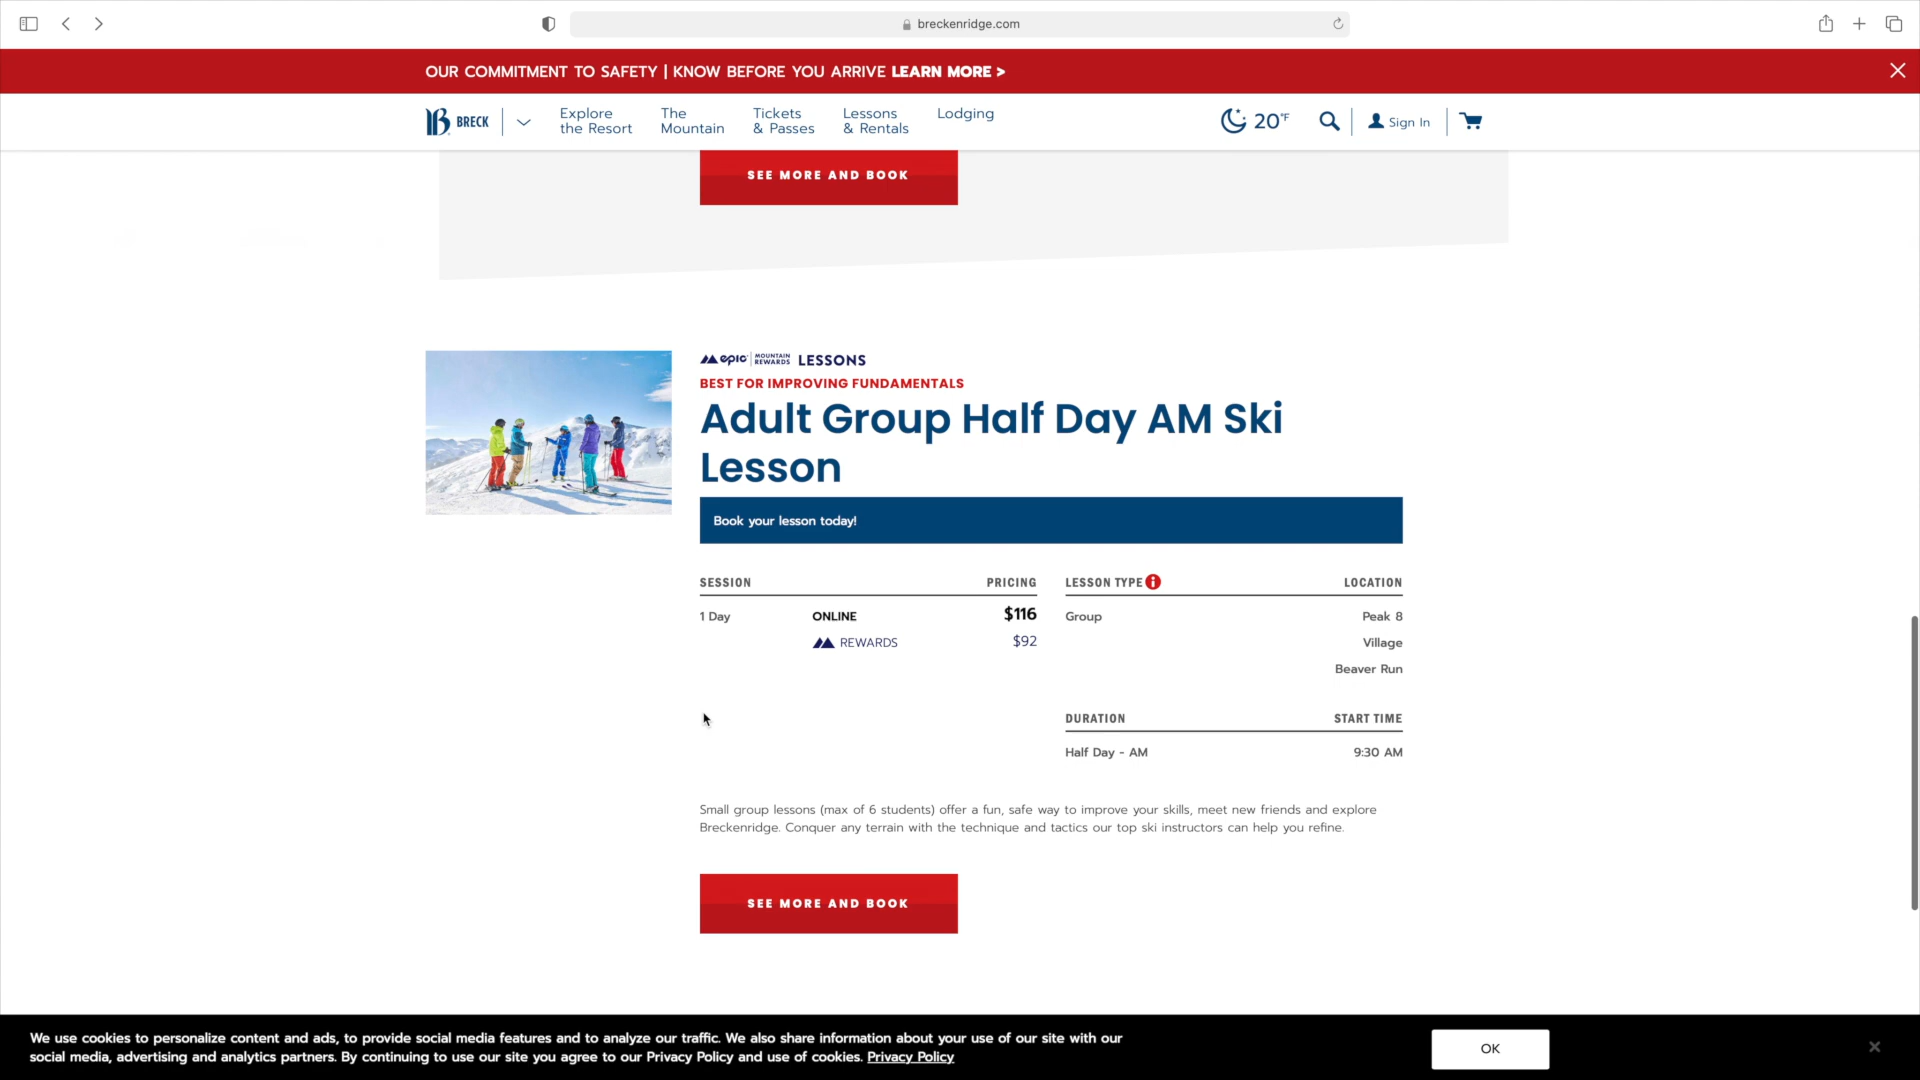 breckenridge.com
OUR COMMITMENT TO SAFETY | KNOW BEFORE YOU ARRIVE LEARN MORE >
BRECK
Explore
the Resort
The
Mountain
Tickets
& Passes
Lessons
& Rentals
Lodging
20°F
Sign In
SEE MORE AND BOOK
epic MOUNTAIN REWARDS LESSONS
BEST FOR IMPROVING FUNDAMENTALS
Adult Group Half Day AM Ski
Lesson
Book your lesson today!
SESSION PRICING
1 Day ONLINE $116
REWARDS $92
LESSON TYPE LOCATION
Group Peak 8
Village
Beaver Run
DURATION START TIME
Half Day - AM 9:30 AM
Small group lessons (max of 6 students) offer a fun, safe way to improve your skills, meet new friends and explore
Breckenridge. Conquer any terrain with the technique and tactics our top ski instructors can help you refine.
SEE MORE AND BOOK
We use cookies to personalize content and ads, to provide social media features and to analyze our traffic. We also share information about your use of our site with our
social media, advertising and analytics partners. By continuing to use our site you agree to our Privacy Policy and use of cookies. Privacy Policy
OK